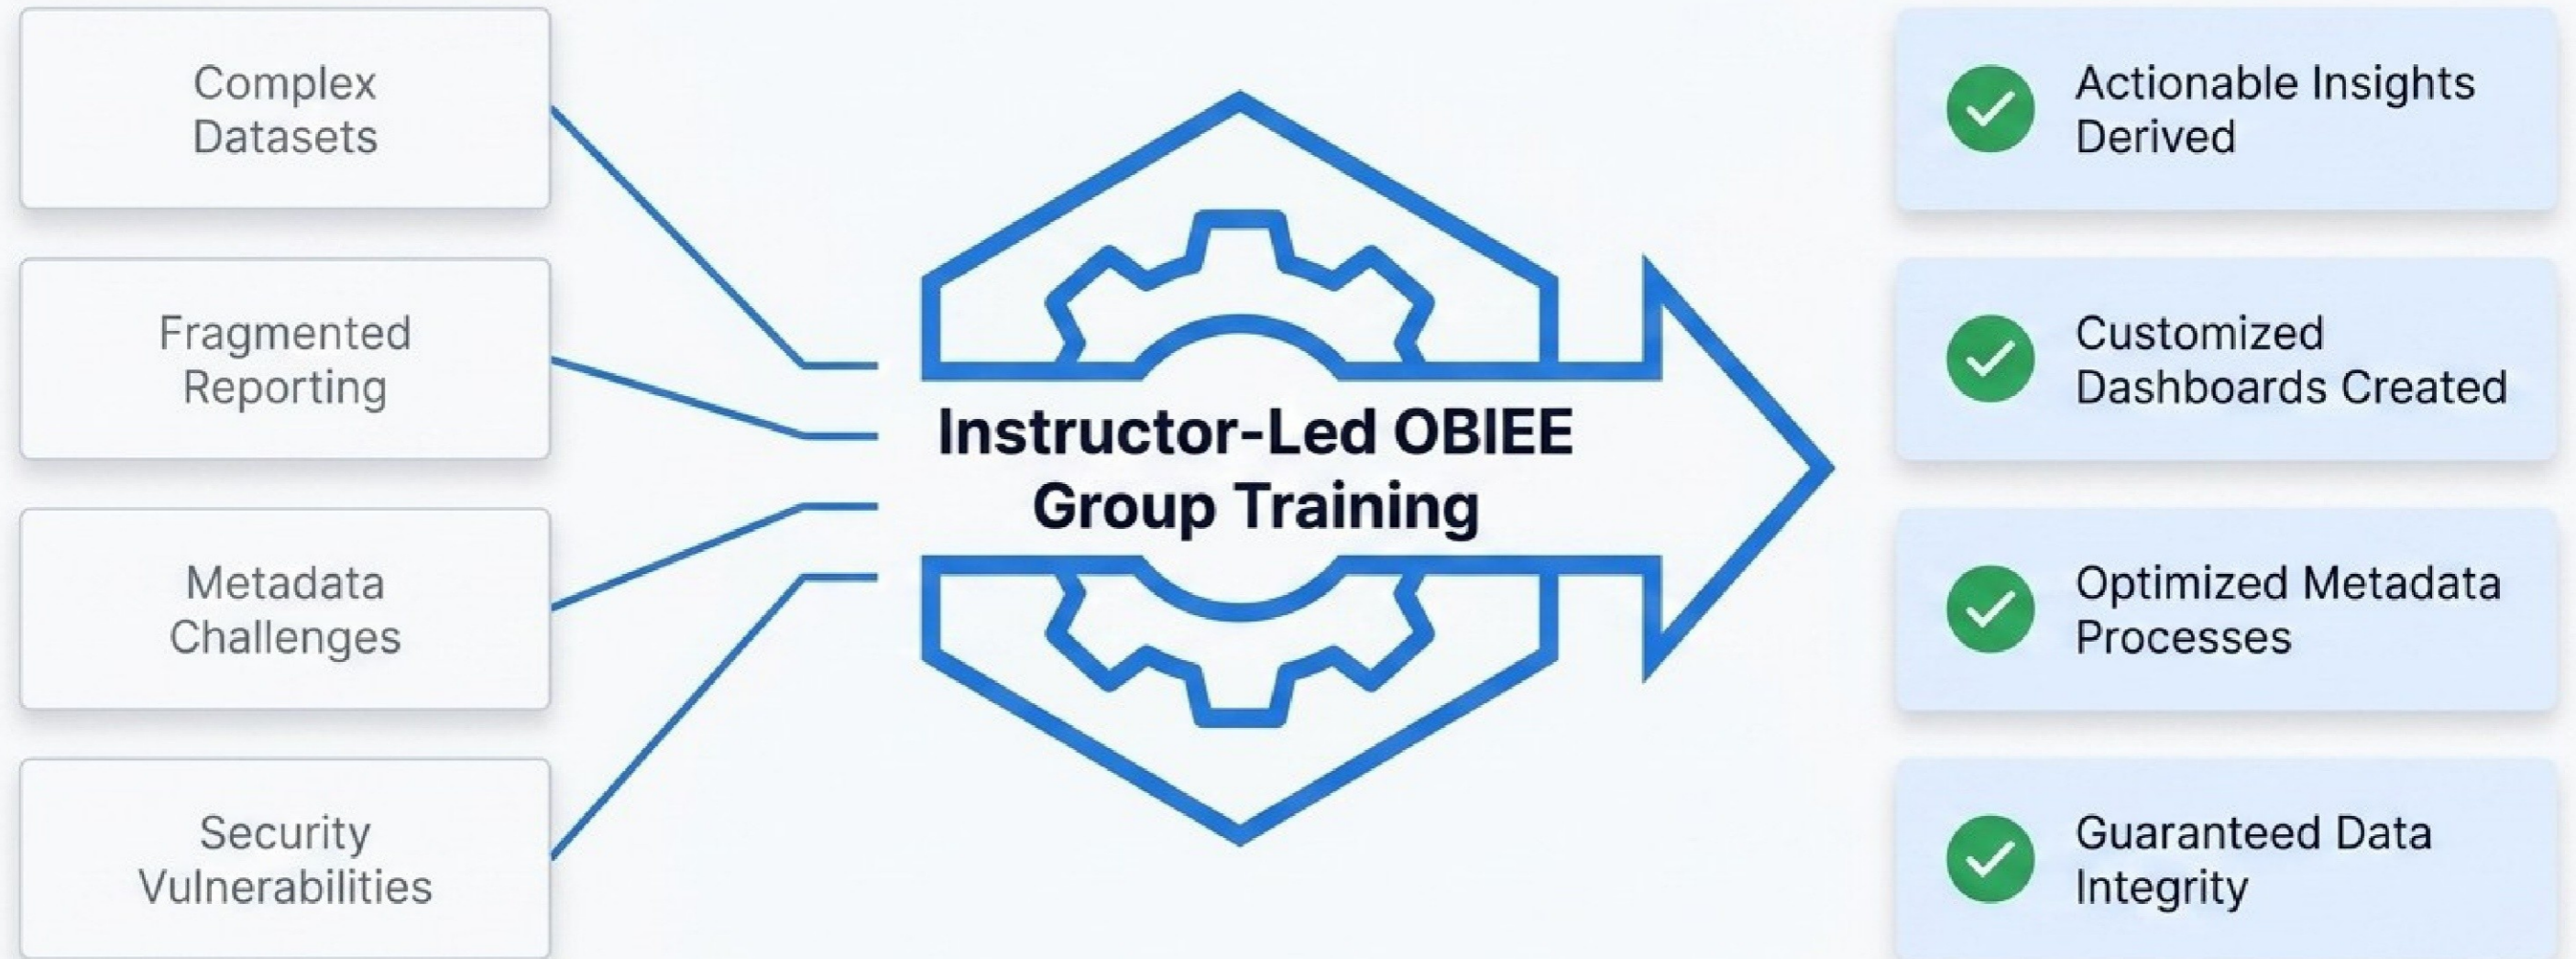 Complex
Datasets
Fragmented
Reporting
Metadata
Challenges
Security
Vulnerabilities
Instructor-Led OBIEE
Group Training
Actionable Insights
Derived
Customized
Dashboards Created
Optimized Metadata
Processes
Guaranteed Data
Integrity